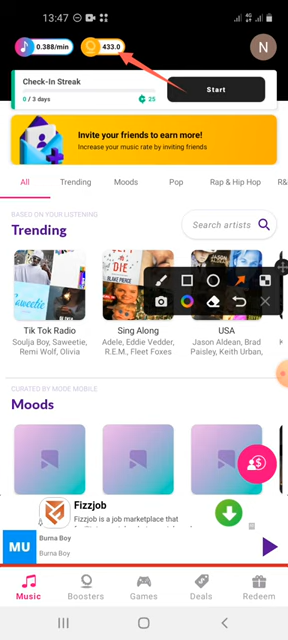 13:47
0.388/min
433.0
N
Check-In Streak
0 / 3 days
25
Start
Invite your friends to earn more!
Increase your music rate by inviting friends
All
Trending
Moods
Pop
Rap & Hip Hop
R&
BASED ON YOUR LISTENING
Trending
Search artists
DIE
BLAKE PIERCE
Saweetie
Tik Tok Radio
Soulja Boy, Saweetie,
Remi Wolf, Olivia
Sing Along
Adele, Eddie Vedder,
R.E.M., Fleet Foxes
USA
Jason Aldean, Brad
Paisley, Keith Urban,
CURATED BY MODE MOBILE
Moods
Fizzjob
Fizzjob is a job marketplace that
MU
Burna Boy
Burna Boy
Music
Boosters
Games
Deals
Redeem